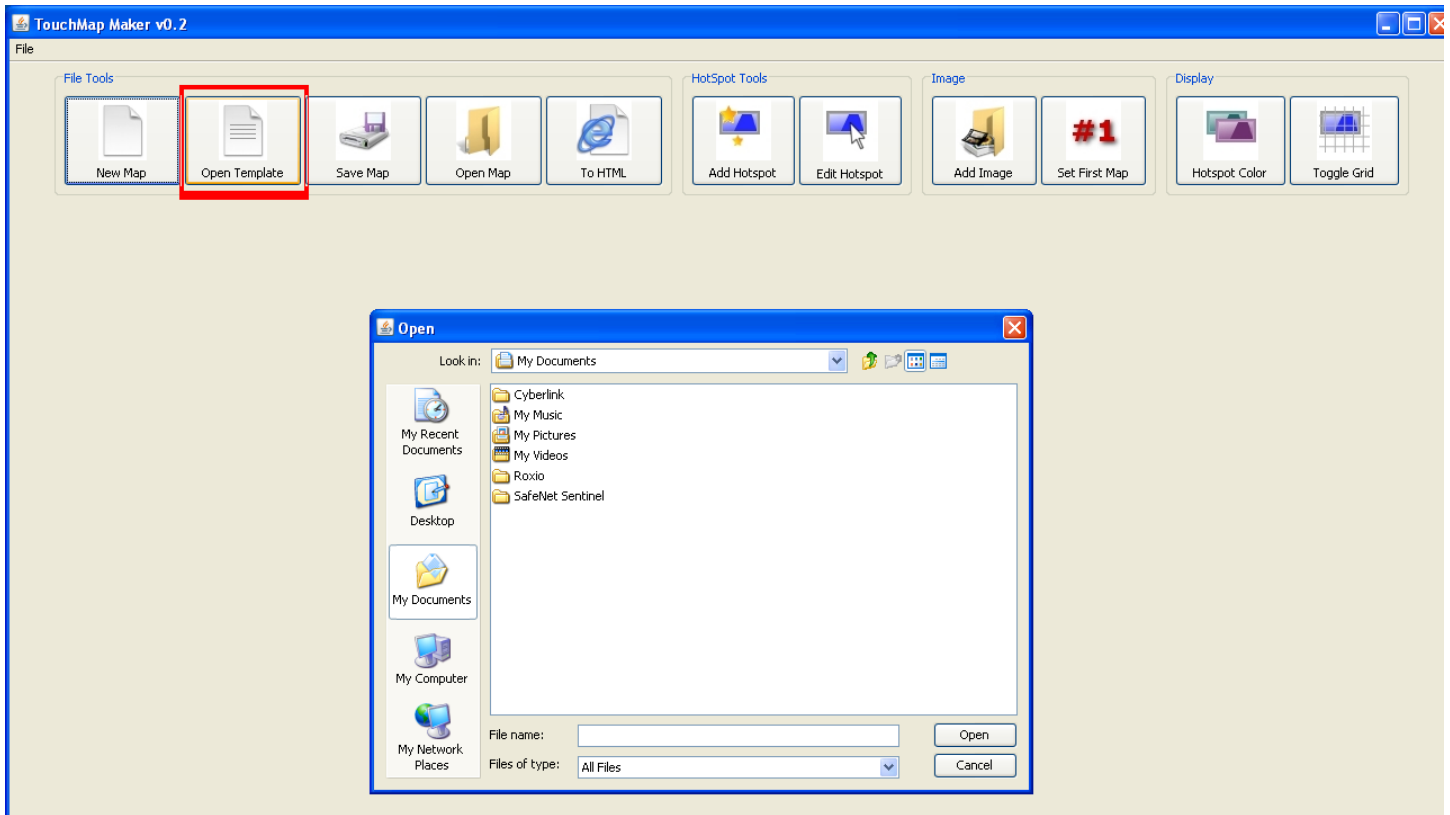 TouchMap Maker v0.2
File
File Tools
HotSpot Tools
Image
Display
New Map
Open Template
Save Map
Open Map
To HTML
Add Hotspot
Edit Hotspot
Add Image
#1
Set First Map
Hotspot Color
Toggle Grid
Open
Look in:
My Documents
My Recent
Documents
Desktop
My Documents
My Computer
My Network
Places
Cyberlink
My Music
My Pictures
My Videos
Roxio
SafeNet Sentinel
File name:
Open
Files of type:
All Files
Cancel